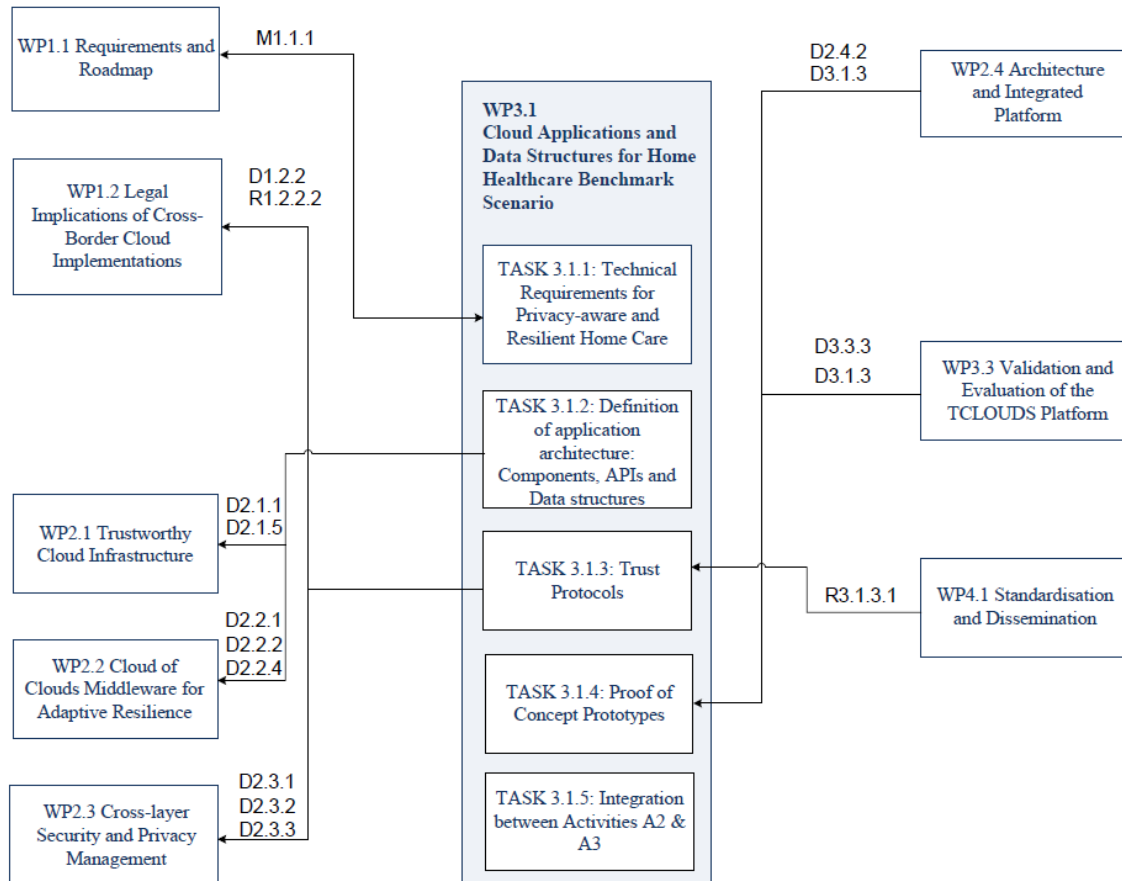 WP1.1 Requirements and
Roadmap
M1.1.1
WP1.2 Legal
Implications of Cross-
Border Cloud
Implementations
D1.2.2
R1.2.2.2
WP2.1 Trustworthy
Cloud Infrastructure
D2.1.1
D2.1.5
WP2.2 Cloud of
Clouds Middleware for
Adaptive Resilience
D2.2.1
D2.2.2
D2.2.4
WP2.3 Cross-layer
Security and Privacy
Management
D2.3.1
D2.3.2
D2.3.3
WP3.1
Cloud Applications and
Data Structures for Home
Healthcare Benchmark
Scenario
TASK 3.1.1: Technical
Requirements for
Privacy-aware and
Resilient Home Care
TASK 3.1.2: Definition
of application
architecture:
Components, APIs and
Data structures
TASK 3.1.3: Trust
Protocols
TASK 3.1.4: Proof of
Concept Prototypes
TASK 3.1.5: Integration
between Activities A2 &
A3
D2.4.2
D3.1.3
WP2.4 Architecture
and Integrated
Platform
D3.3.3
D3.1.3
WP3.3 Validation and
Evaluation of the
TCLOUDS Platform
R3.1.3.1
WP4.1 Standardisation
and Dissemination